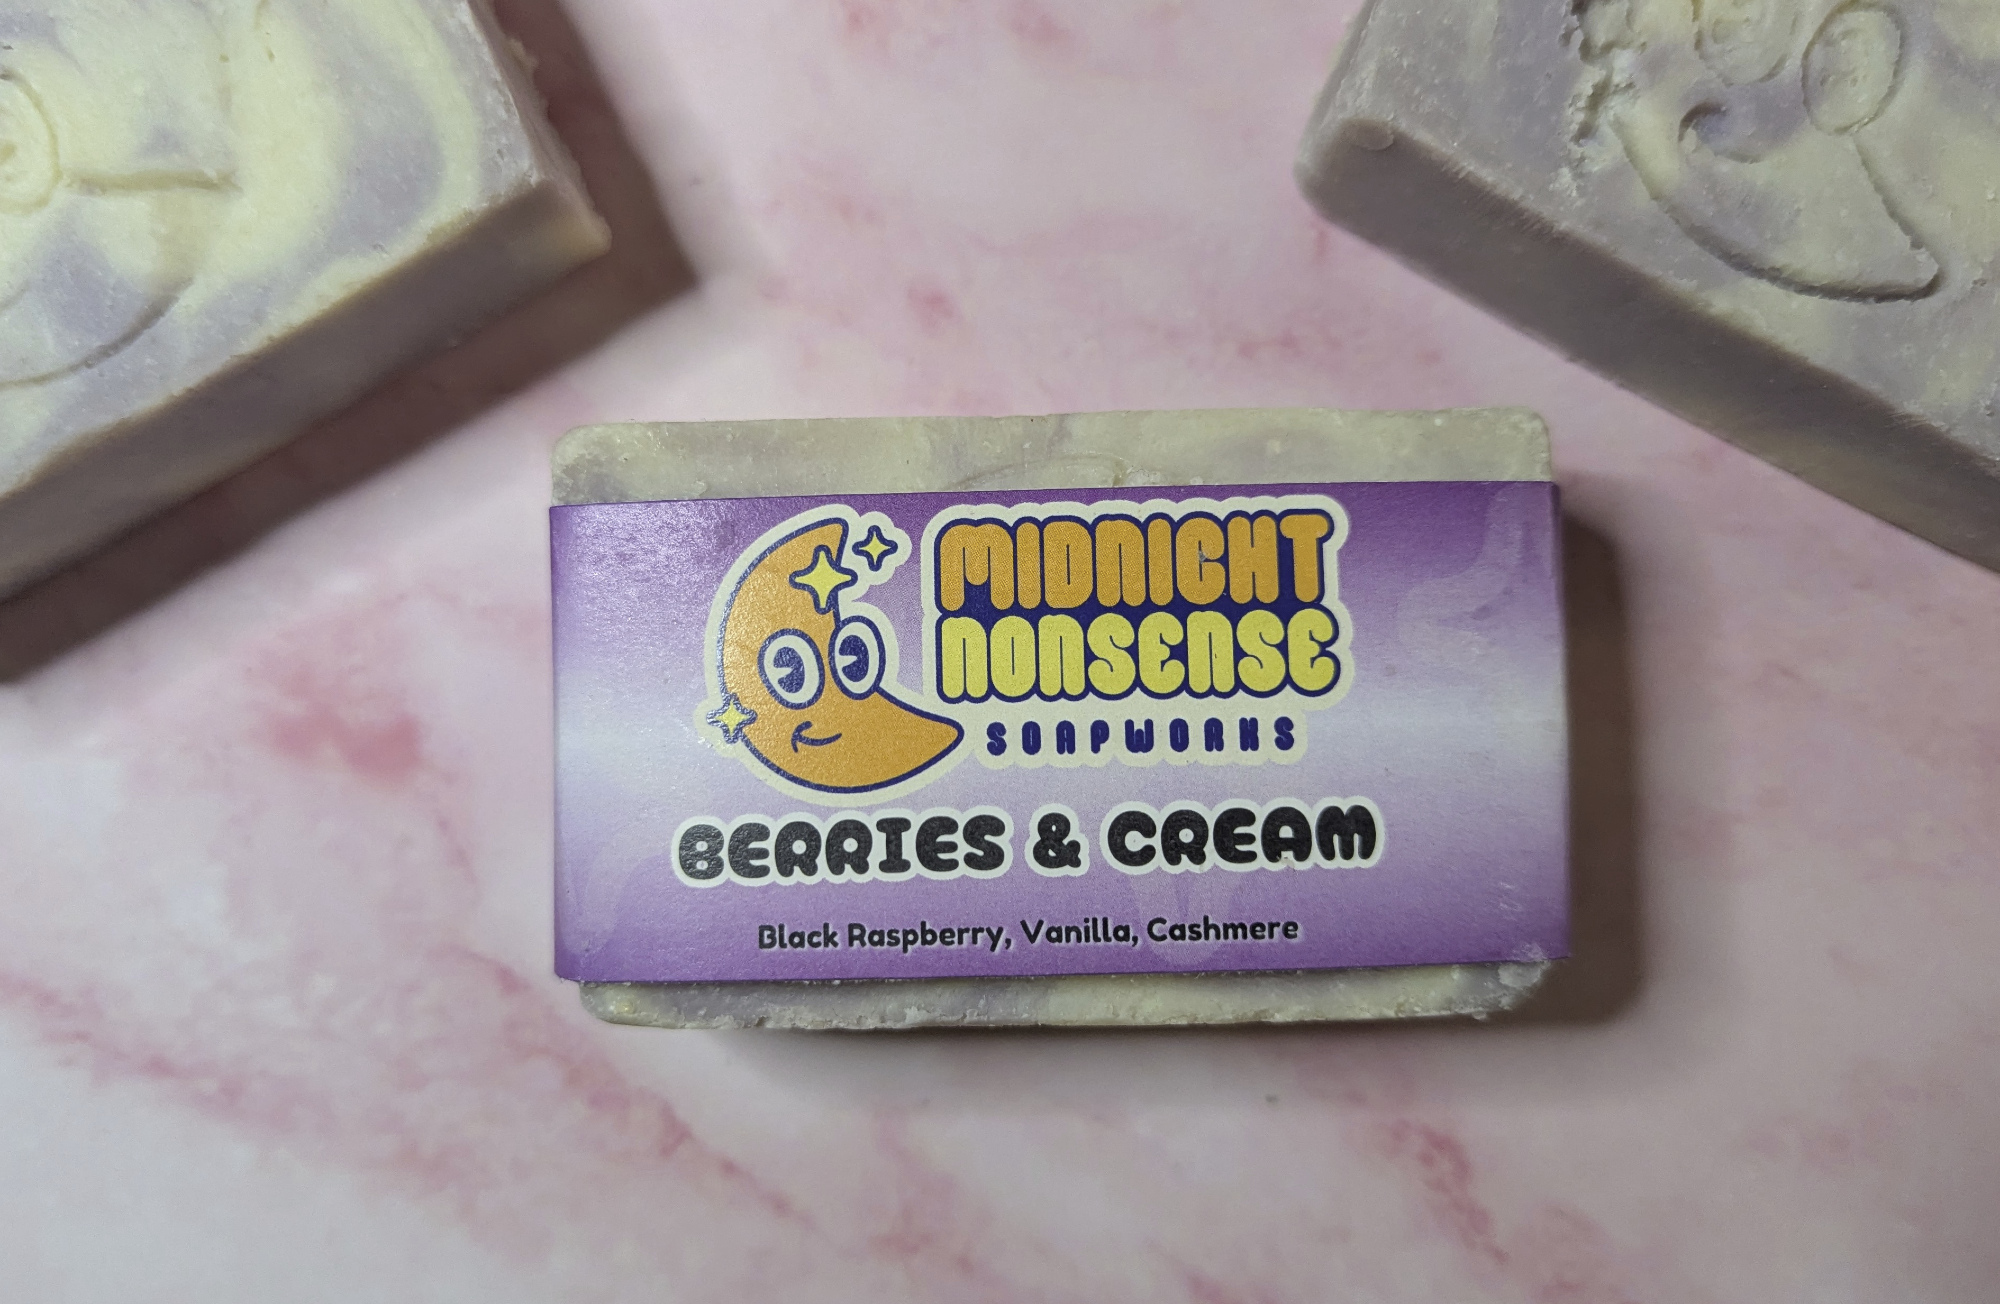 MIDNIGHT
NONSENSE
SOAPWORKS
BERRIES & CREAM
Black Raspberry, Vanilla, Cashmere